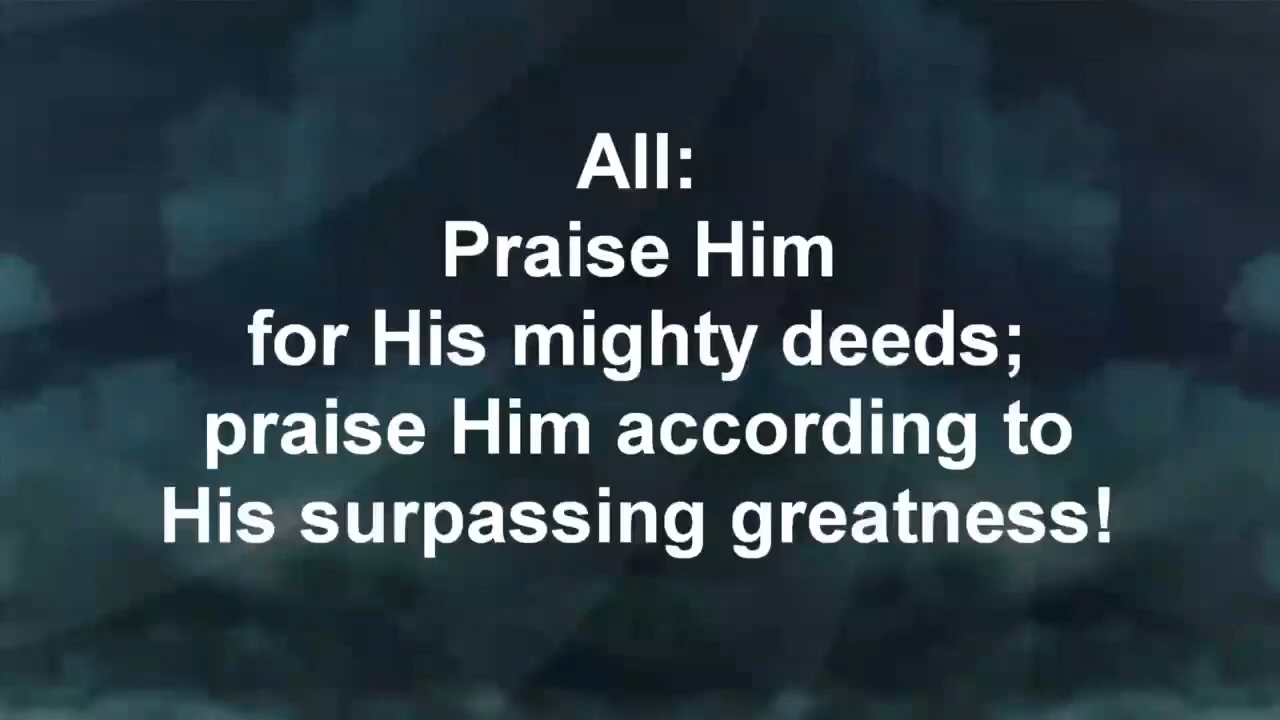 All:
Praise Him
for His mighty deeds;
praise Him according to
His surpassing greatness!